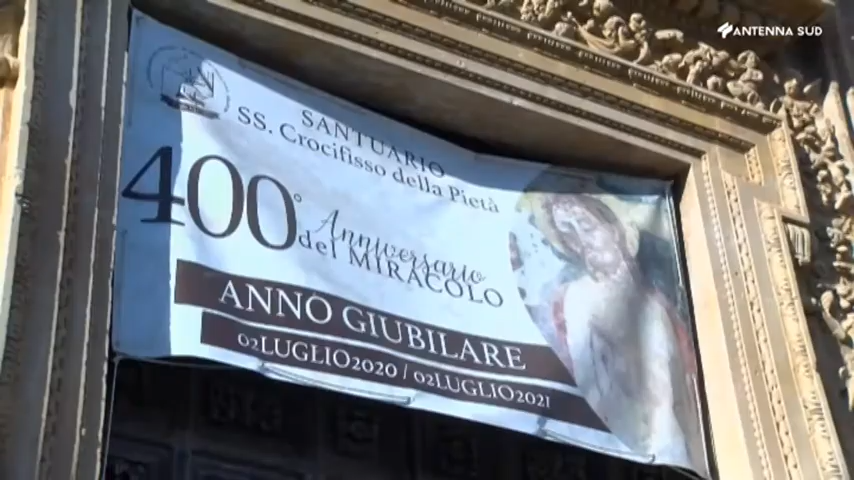 ANTENNA SUD
SANTUARIO
SS. Crocifisso della Pietà
400° Anniversario
del MIRACOLO
ANNO GIUBILARE
02LUGLIO2020 / 02LUGLIO2021